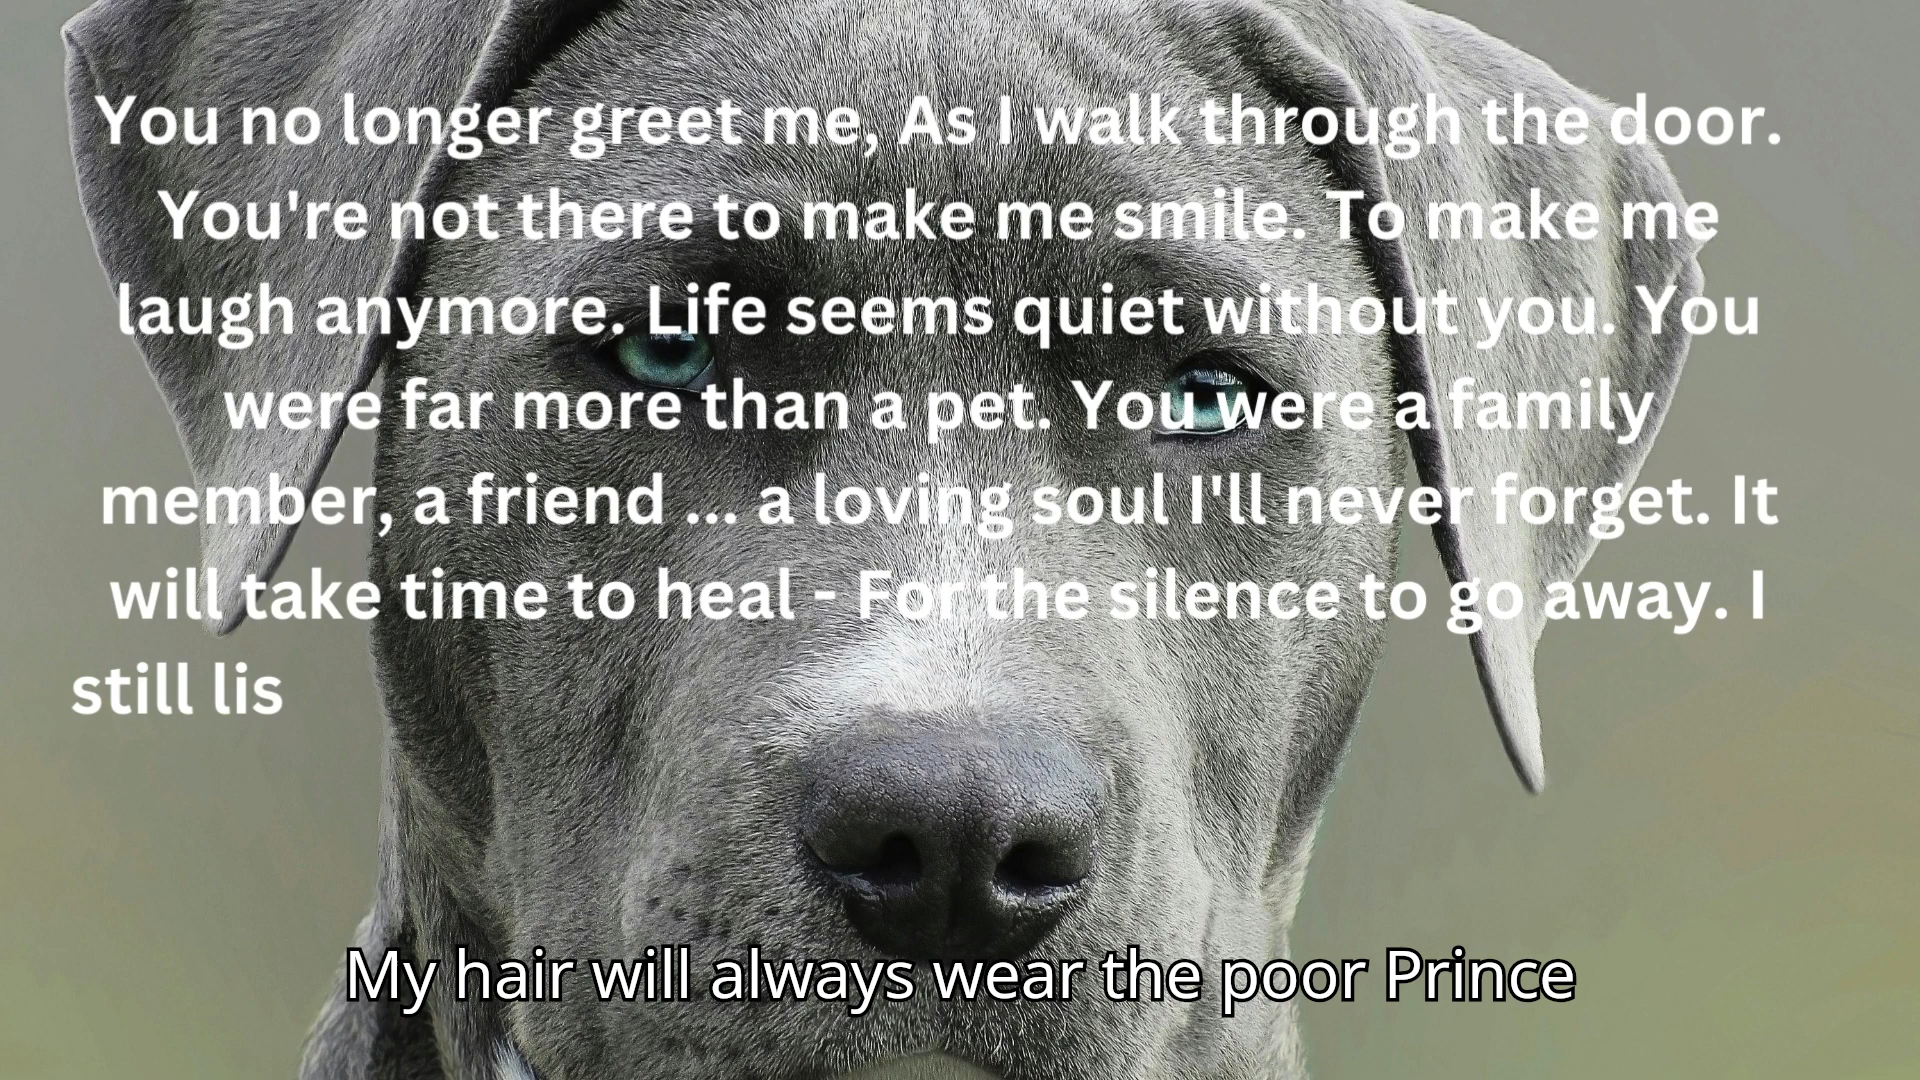 You no longer greet me, As I walk through the door.
You're not there to make me smile. To make me
laugh anymore. Life seems quiet without you. You
were far more than a pet. You were a family
member, a friend ... a loving soul I'll never forget. It
will take time to heal - For the silence to go away. I
still lis
My hair will always wear the poor Prince